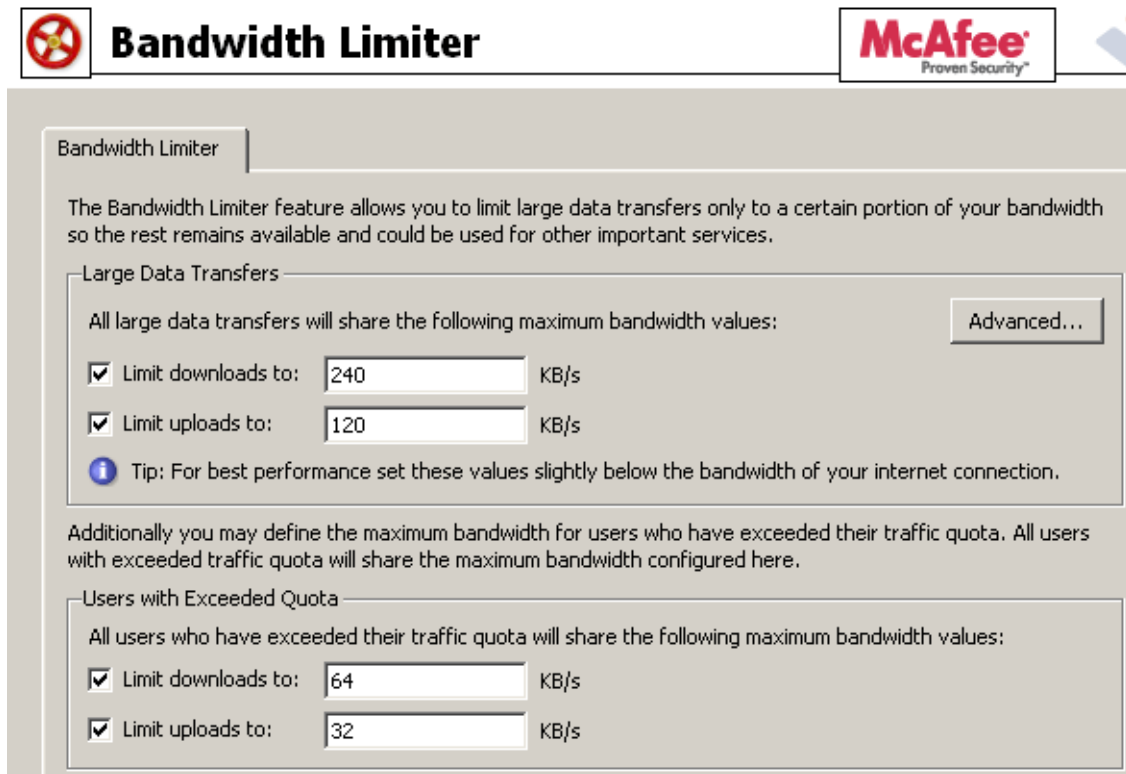 Bandwidth Limiter
McAfee®
Proven Security™
Bandwidth Limiter
The Bandwidth Limiter feature allows you to limit large data transfers only to a certain portion of your bandwidth
so the rest remains available and could be used for other important services.
Large Data Transfers
All large data transfers will share the following maximum bandwidth values:
Advanced...
Limit downloads to: 240 KB/s
Limit uploads to: 120 KB/s
Tip: For best performance set these values slightly below the bandwidth of your internet connection.
Additionally you may define the maximum bandwidth for users who have exceeded their traffic quota. All users
with exceeded traffic quota will share the maximum bandwidth configured here.
Users with Exceeded Quota
All users who have exceeded their traffic quota will share the following maximum bandwidth values:
Limit downloads to: 64 KB/s
Limit uploads to: 32 KB/s